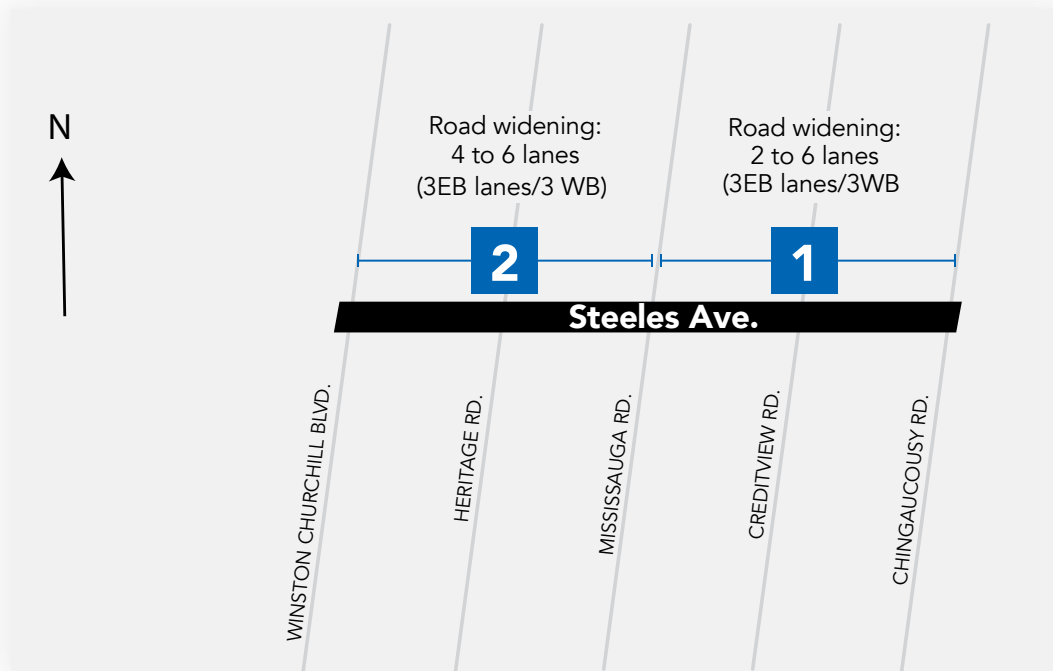 N
Road widening:
4 to 6 lanes
(3EB lanes/3 WB)
Road widening:
2 to 6 lanes
(3EB lanes/3WB
2
1
Steeles Ave.
WINSTON CHURCHILL BLVD.
HERITAGE RD.
MISSISSAUGA RD.
CREDITVIEW RD.
CHINGAUCOUSY RD.